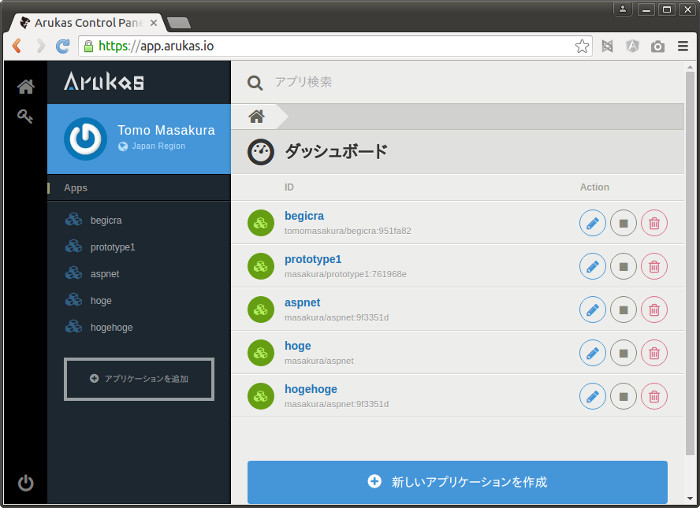 Arukas Control Pane
https://app.arukas.io
Arukas
アプリ検索
Tomo Masakura
Japan Region
ダッシュボード
Apps
ID
Action
begicra
prototype1
aspnet
hoge
hogehoge
アプリケーションを追加
begicra
tomomasakura/begicra:951fa82
prototype1
masakura/prototype1:761968e
aspnet
masakura/aspnet:9f3351d
hoge
masakura/aspnet
hogehoge
masakura/aspnet:9f3351d
新しいアプリケーションを作成